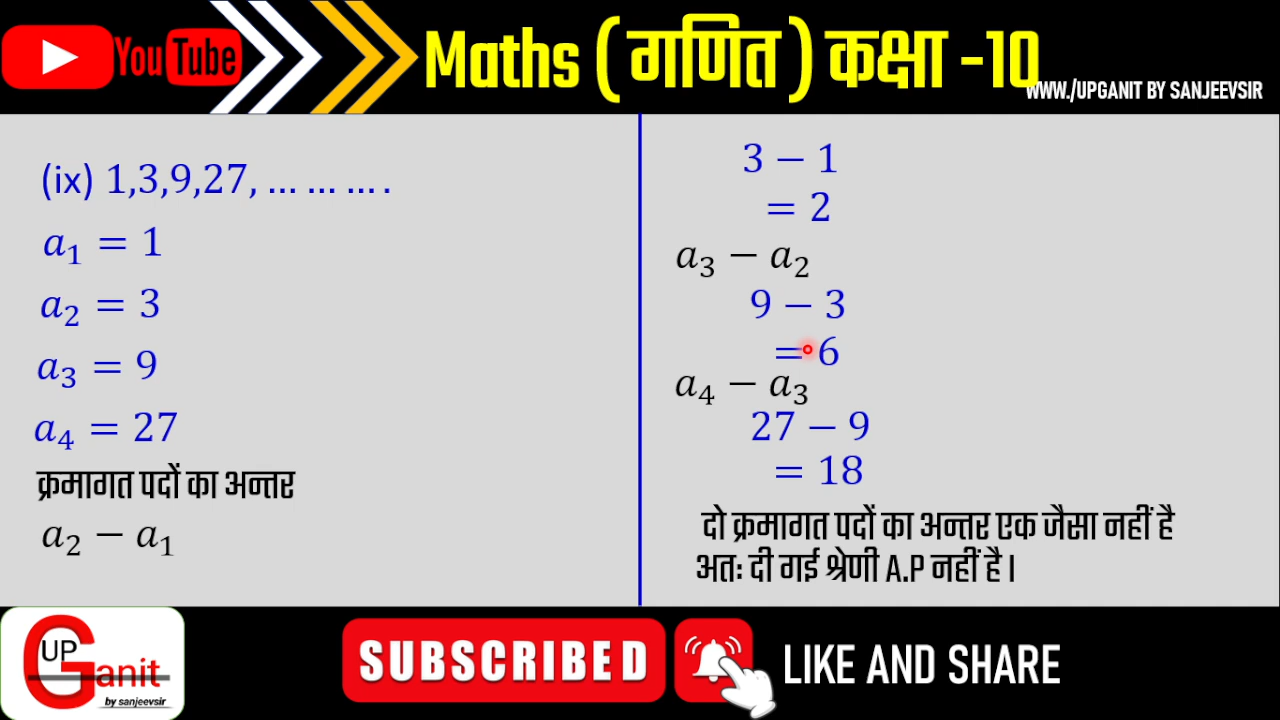 YouTube
Maths ( गणित ) कक्षा -10
WWW./UPGANIT BY SANJEEVSIR
(ix) 1,3,9,27, … … … .
a₁ = 1
a₂ = 3
a₃ = 9
a₄ = 27
क्रमागत पदों का अन्तर
a₂ − a₁
3 − 1
= 2
a₃ − a₂
9 − 3
= 6
a₄ − a₃
27 − 9
= 18
दो क्रमागत पदों का अन्तर एक जैसा नहीं है
अतः दी गई श्रेणी A.P नहीं है ।
UP
Ganit
by sanjeevsir
SUBSCRIBED
LIKE AND SHARE